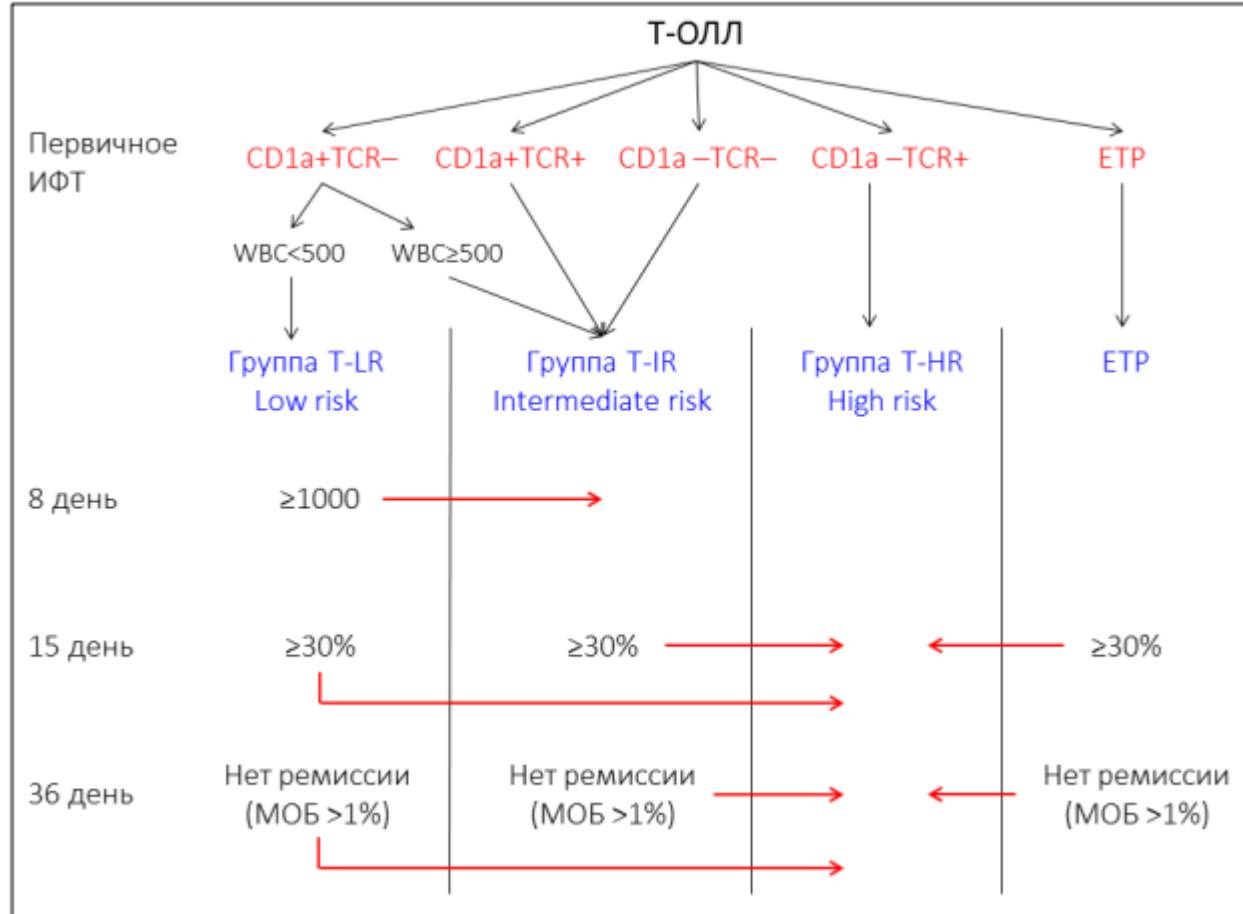 Т-ОЛЛ
Первичное
ИФТ
CD1a+TCR–
CD1a+TCR+
CD1a –TCR–
CD1a –TCR+
ETP
WBC<500
WBC≥500
Группа T-LR
Low risk
Группа T-IR
Intermediate risk
Группа T-HR
High risk
ETP
8 день
≥1000
15 день
≥30%
≥30%
≥30%
36 день
Нет ремиссии
(МОБ >1%)
Нет ремиссии
(МОБ >1%)
Нет ремиссии
(МОБ >1%)